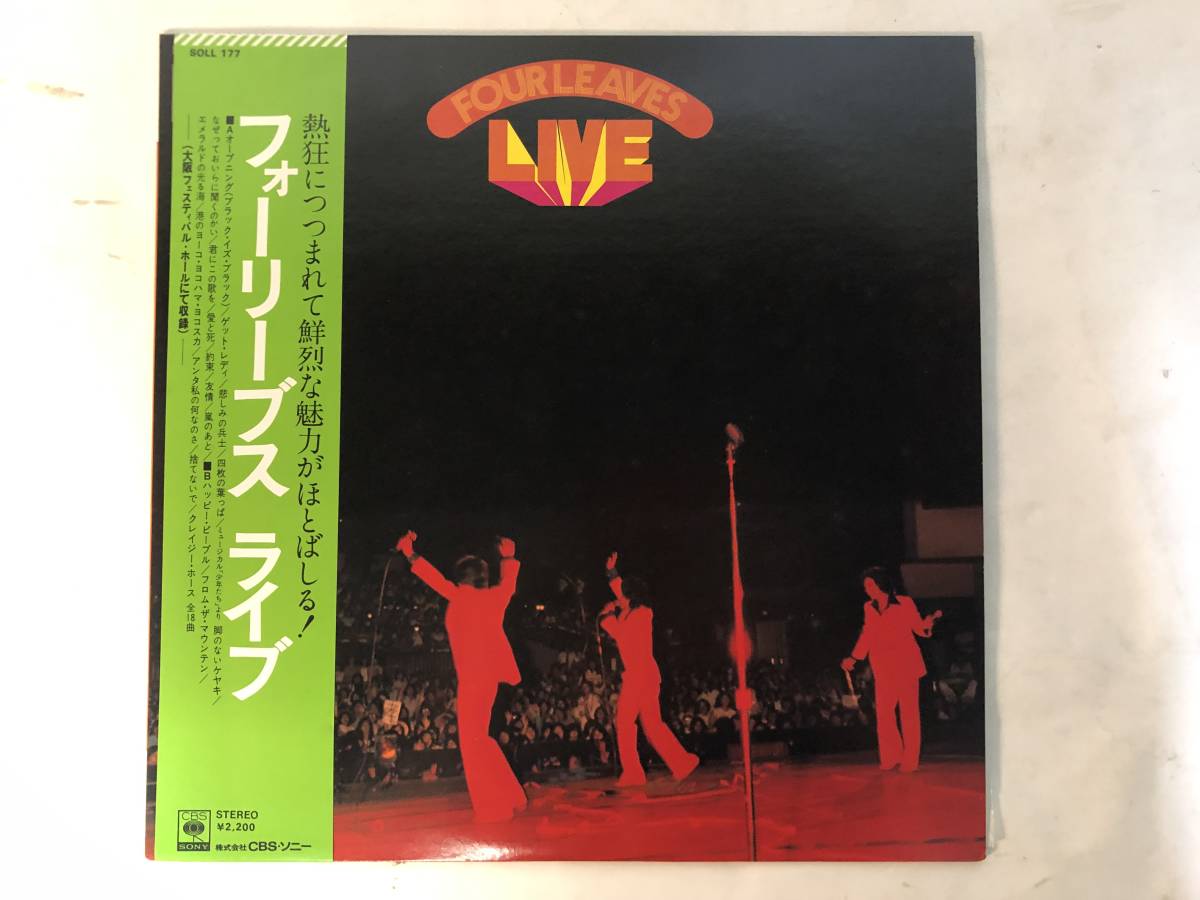 SOLL 177
FOUR LEAVES
LIVE
熱狂につつまれて鮮烈な魅力がほとばしる!
フォーリーブス ライブ
■Aオープニング(ブラック・イズ・ブラック)/ゲット・レディ/悲しみの兵士/四枚の葉っぱ/ミュージカル「少年たち」より 脚のないケヤキ/
なぜっておいらに聞くのかい/君にこの歌を/愛と死/約束/友情/嵐のあと/■Bハッピー・ピープル/フロム・ザ・マウンテン/
エメラルドの光る海/港のヨーコ・ヨコハマ・ヨコスカ/アンタ私の何なのさ/捨てないで/クレイジー・ホース 全18曲
——(大阪フェスティバル・ホールにて収録)——
CBS
SONY
STEREO
¥2,200
株式会社 CBS・ソニー